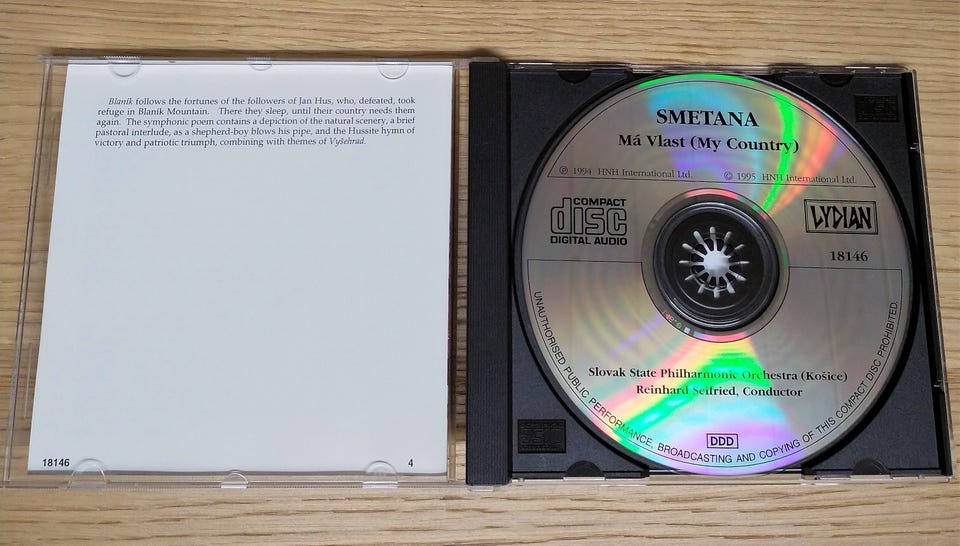 Blaník follows the fortunes of the followers of Jan Hus, who, defeated, took
refuge in Blaník Mountain. There they sleep, until their country needs them
again. The symphonic poem contains a depiction of the natural scenery, a brief
pastoral interlude, as a shepherd-boy blows his pipe, and the Hussite hymn of
victory and patriotic triumph, combining with themes of Vyšehrad.
18146
4
SMETANA
Má Vlast (My Country)
℗ 1994 HNH International Ltd.
© 1995 HNH International Ltd.
COMPACT
disc
DIGITAL AUDIO
LYDIAN
18146
Slovak State Philharmonic Orchestra (Košice)
Reinhard Seifried, Conductor
DDD
UNAUTHORISED PUBLIC PERFORMANCE, BROADCASTING AND COPYING OF THIS COMPACT DISC PROHIBITED.